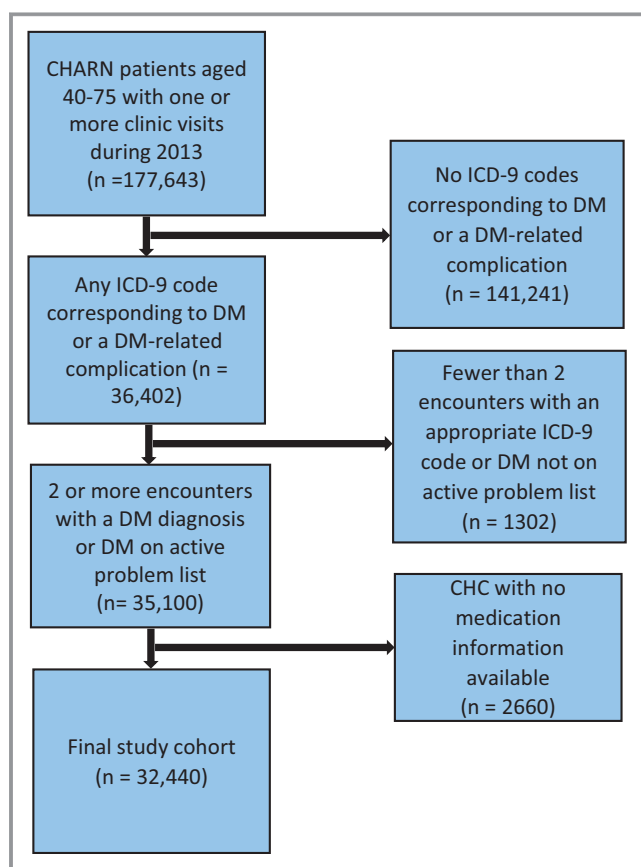 CHARN patients aged
40-75 with one or
more clinic visits
during 2013
(n =177,643)
No ICD-9 codes
corresponding to DM
or a DM-related
complication
(n = 141,241)
Any ICD-9 code
corresponding to DM
or a DM-related
complication (n =
36,402)
Fewer than 2
encounters with an
appropriate ICD-9
code or DM not on
active problem list
(n = 1302)
2 or more encounters
with a DM diagnosis
or DM on active
problem list
(n= 35,100)
CHC with no
medication
information
available
(n = 2660)
Final study cohort
(n = 32,440)